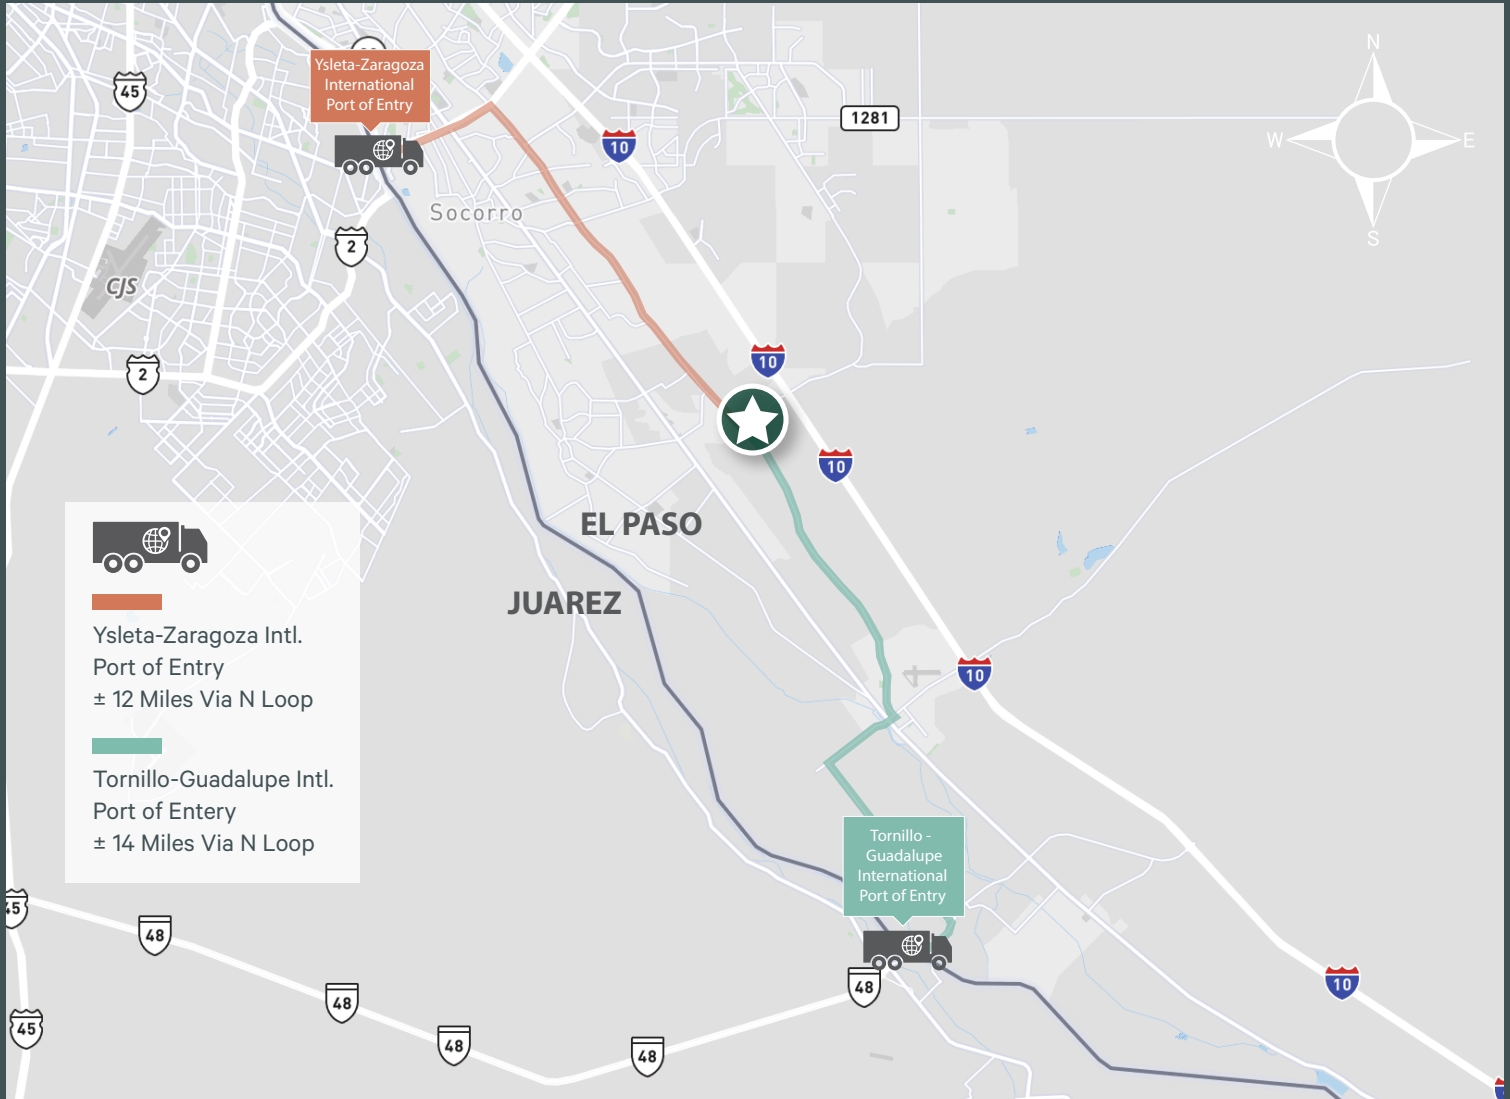 N
W
E
S
45
Ysleta-Zaragoza
International
Port of Entry
1281
10
Socorro
2
CJS
10
2
10
EL PASO
JUAREZ
Ysleta-Zaragoza Intl.
Port of Entry
± 12 Miles Via N Loop
Tornillo-Guadalupe Intl.
Port of Entery
± 14 Miles Via N Loop
10
Tornillo -
Guadalupe
International
Port of Entry
45
48
48
48
48
48
10
45